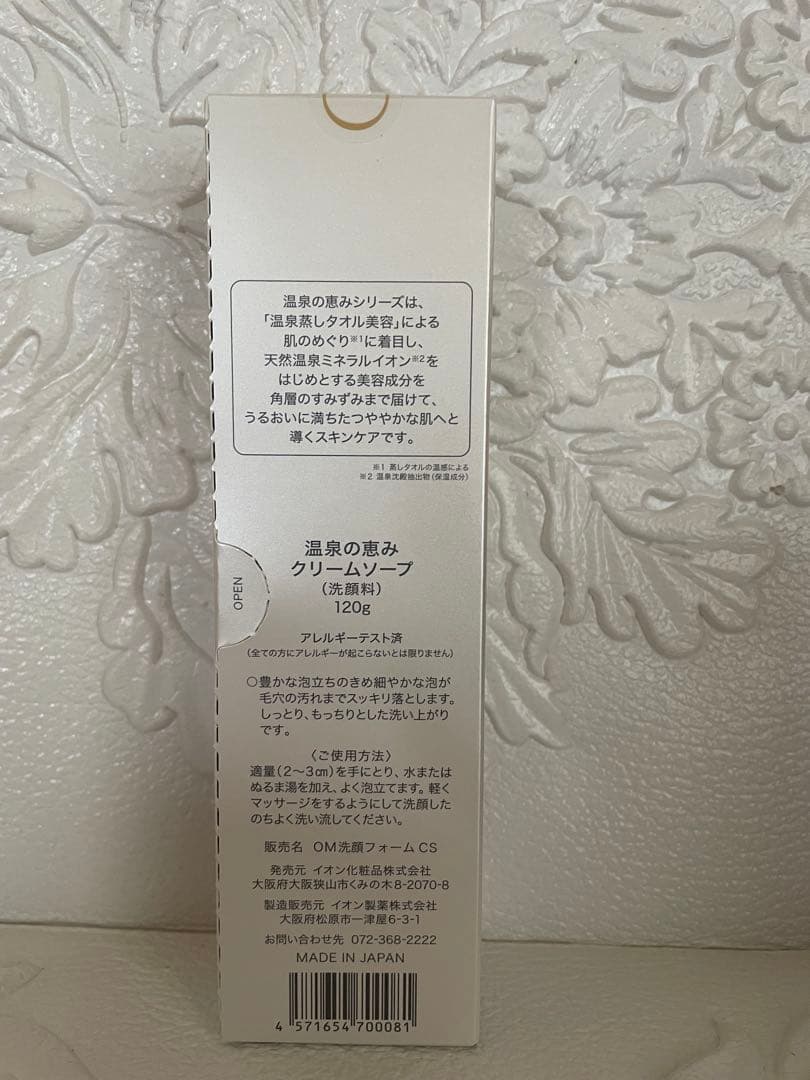 温泉の恵みシリーズは、
「温泉蒸しタオル美容」による
肌のめぐり※1に着目し、
天然温泉ミネラルイオン※2を
はじめとする美容成分を
角層のすみずみまで届けて、
うるおいに満ちたつややかな肌へと
導くスキンケアです。
※1 蒸しタオルの温感による
※2 温泉沈殿抽出物(保湿成分)
温泉の恵み
クリームソープ
(洗顔料)
120g
OPEN
アレルギーテスト済
(全ての方にアレルギーが起こらないとは限りません)
○豊かな泡立ちのきめ細やかな泡が
毛穴の汚れまでスッキリ落とします。
しっとり、もっちりとした洗い上がり
です。
〈ご使用方法〉
適量(2〜3㎝)を手にとり、水または
ぬるま湯を加え、よく泡立てます。軽く
マッサージをするようにして洗顔した
のちよく洗い流してください。
販売名 OM洗顔フォームCS
発売元 イオン化粧品株式会社
大阪府大阪狭山市くみの木8-2070-8
製造販売元 イオン製薬株式会社
大阪府松原市一津屋6-3-1
お問い合わせ先 072-368-2222
MADE IN JAPAN
4 571654 700081